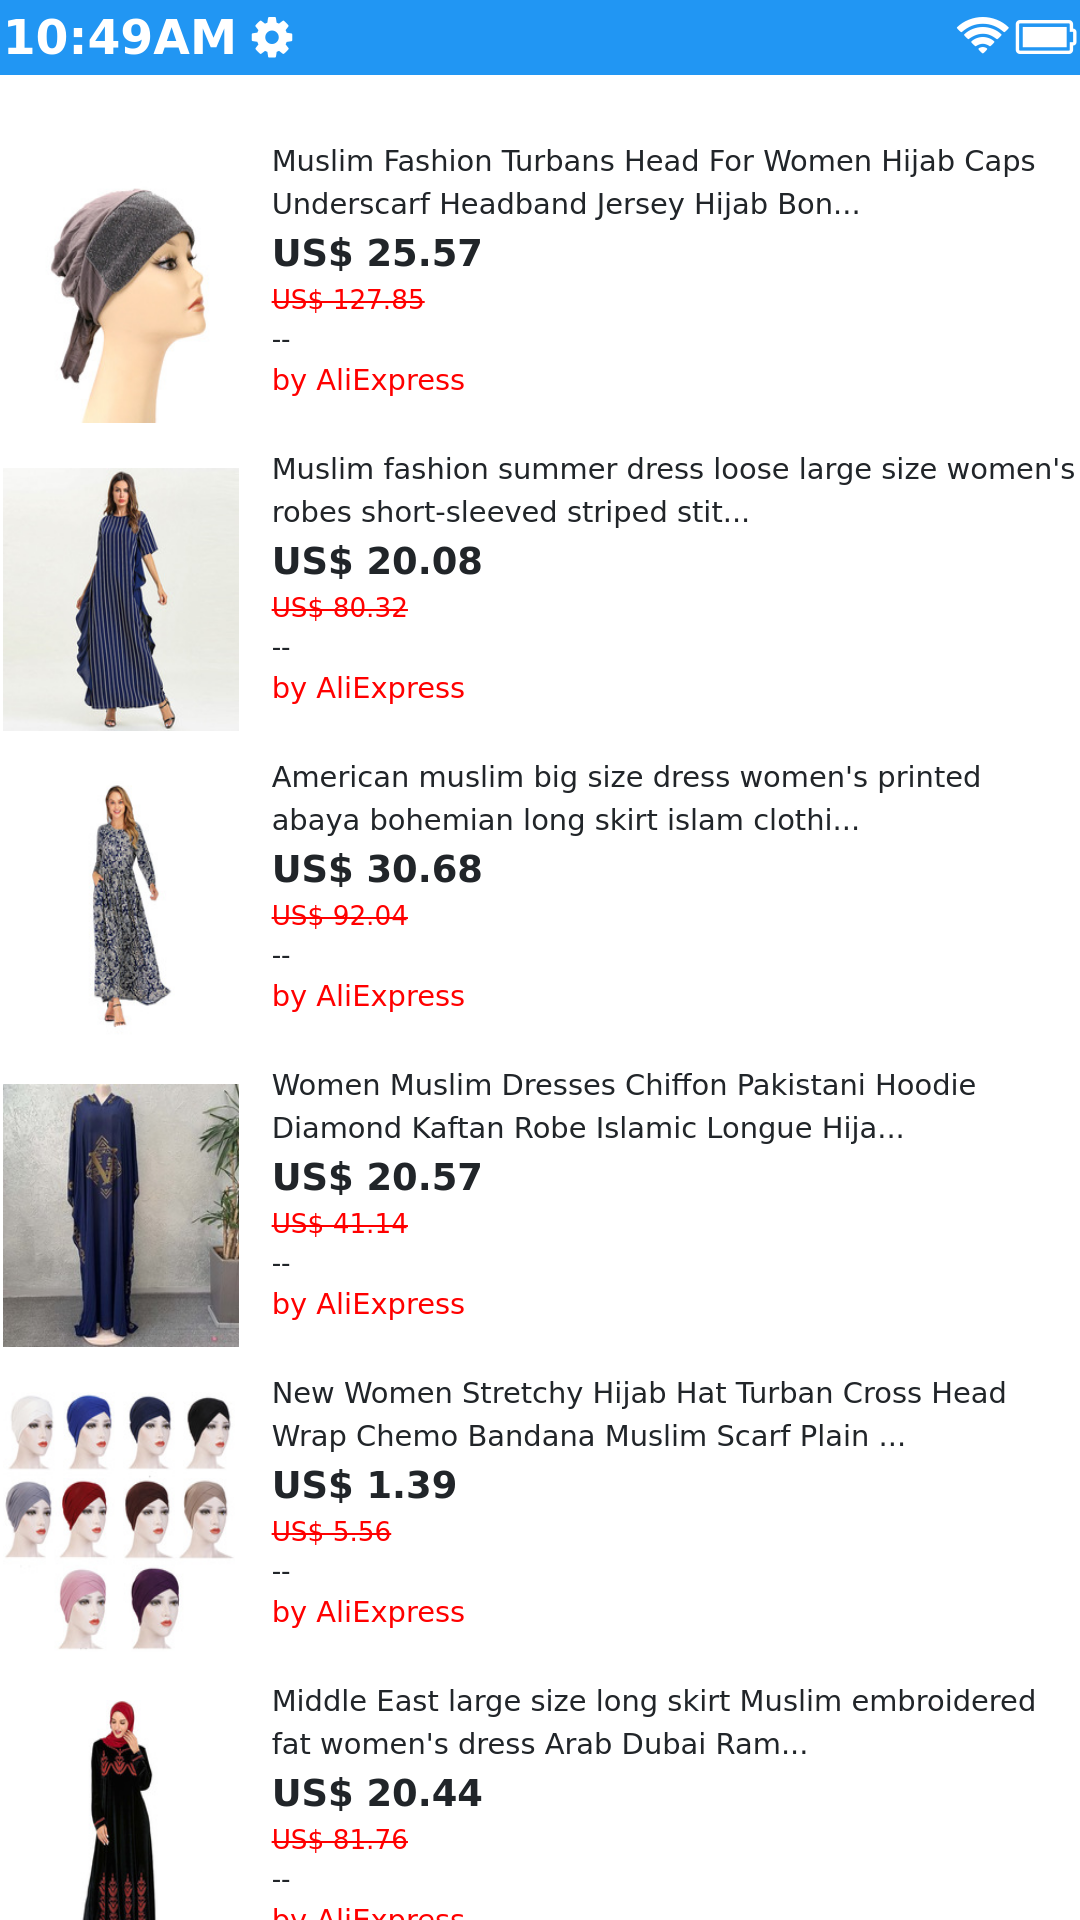 10:49AM
Muslim Fashion Turbans Head For Women Hijab Caps
Underscarf Headband Jersey Hijab Bon...
US$ 25.57
US$ 127.85
--
by AliExpress
Muslim fashion summer dress loose large size women's
robes short-sleeved striped stit...
US$ 20.08
US$ 80.32
--
by AliExpress
American muslim big size dress women's printed
abaya bohemian long skirt islam clothi...
US$ 30.68
US$ 92.04
--
by AliExpress
Women Muslim Dresses Chiffon Pakistani Hoodie
Diamond Kaftan Robe Islamic Longue Hija...
US$ 20.57
US$ 41.14
--
by AliExpress
New Women Stretchy Hijab Hat Turban Cross Head
Wrap Chemo Bandana Muslim Scarf Plain ...
US$ 1.39
US$ 5.56
--
by AliExpress
Middle East large size long skirt Muslim embroidered
fat women's dress Arab Dubai Ram...
US$ 20.44
US$ 81.76
--
by AliExpress